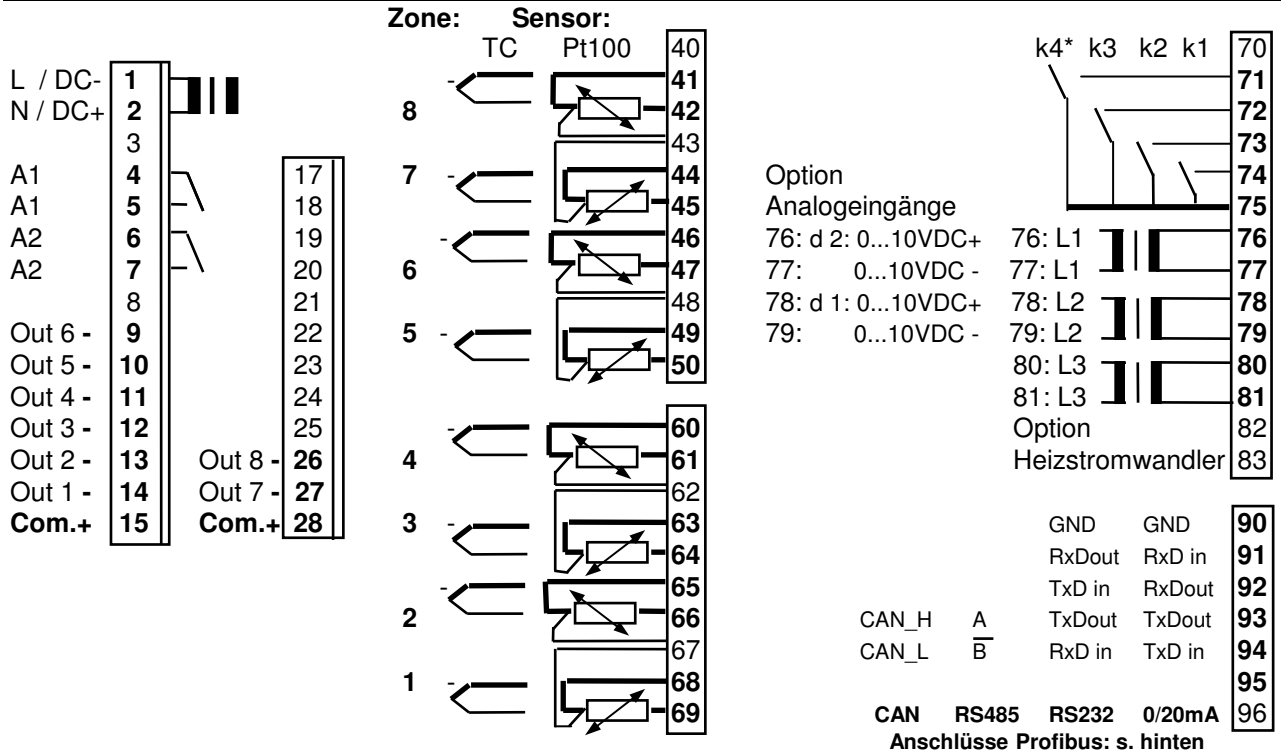 Zone: Sensor:
TC Pt100 40
k4* k3 k2 k1 70
L / DC- 1
N / DC+ 2
3
A1 4
A1 5
A2 6
A2 7
8
Out 6 - 9
Out 5 - 10
Out 4 - 11
Out 3 - 12
Out 2 - 13
Out 1 - 14
Com.+ 15
17
18
19
20
21
22
23
24
25
Out 8 - 26
Out 7 - 27
Com.+ 28
- 41
8 42
43
7 - 44
45
- 46
6 47
48
5 - 49
50
- 60
4 61
62
3 - 63
64
- 65
2 66
67
1 - 68
69
71
72
73
74
75
Option
Analogeingänge
76: d 2: 0...10VDC+ 76: L1 76
77: 0...10VDC - 77: L1 77
78: d 1: 0...10VDC+ 78: L2 78
79: 0...10VDC - 79: L2 79
80: L3 80
81: L3 81
Option 82
Heizstromwandler 83
GND GND 90
RxDout RxD in 91
TxD in RxDout 92
CAN_H A TxDout TxDout 93
CAN_L B̅ RxD in TxD in 94
95
CAN RS485 RS232 0/20mA 96
Anschlüsse Profibus: s. hinten